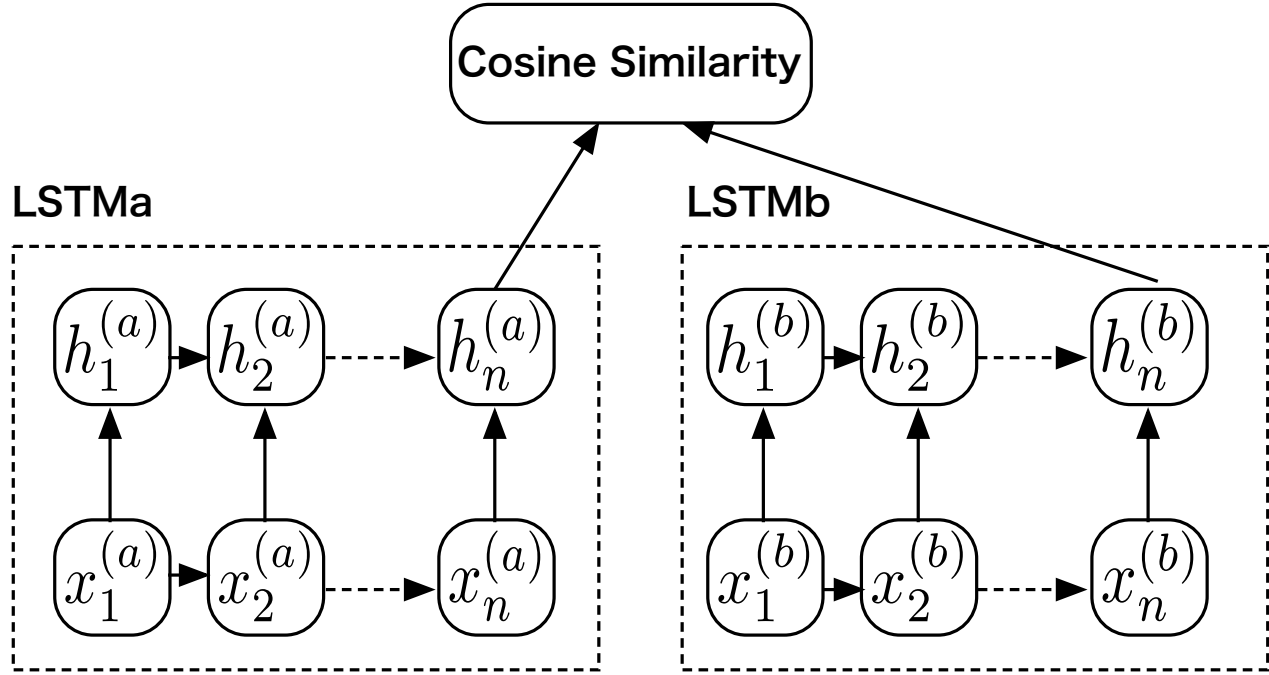 Cosine Similarity
LSTMa
LSTMb
h_1^{(a)} h_2^{(a)} h_n^{(a)}
h_1^{(b)} h_2^{(b)} h_n^{(b)}
x_1^{(a)} x_2^{(a)} x_n^{(a)}
x_1^{(b)} x_2^{(b)} x_n^{(b)}